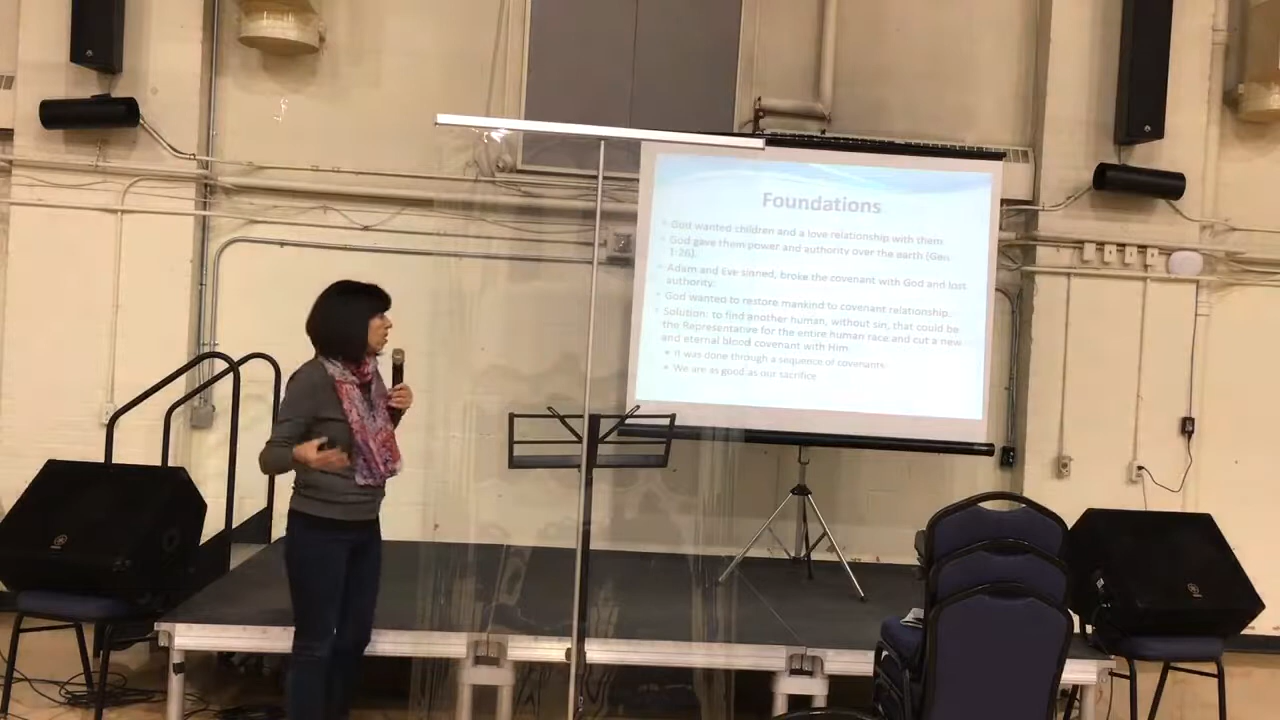 Foundations
God wanted children and a love relationship with them
God gave them power and authority over the earth (Gen.
1:26).
Adam and Eve sinned, broke the covenant with God and lost
authority.
God wanted to restore mankind to covenant relationship.
Solution: to find another human, without sin, that could be
the Representative for the entire human race and cut a new
and eternal blood covenant with Him
It was done through a sequence of covenants.
We are as good as our sacrifice